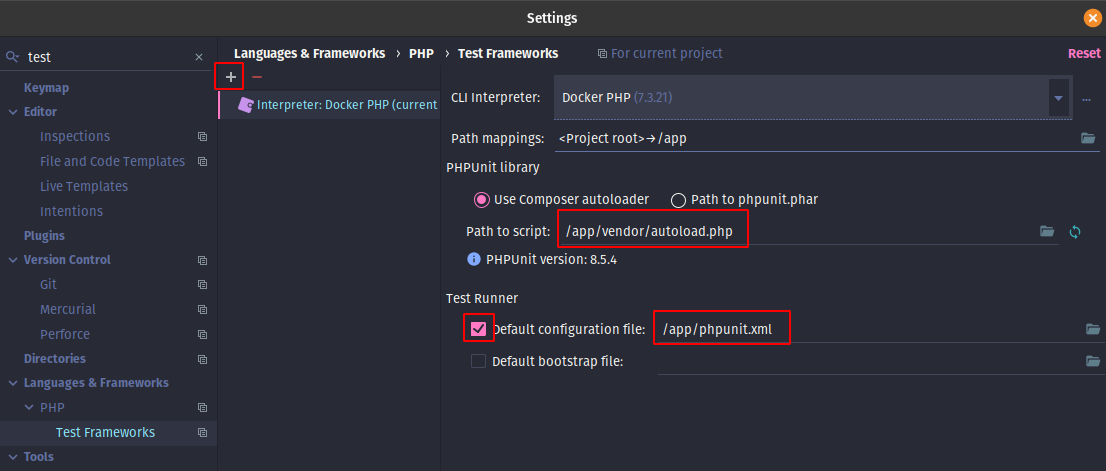 Settings
test
Keymap
Editor
Inspections
File and Code Templates
Live Templates
Intentions
Plugins
Version Control
Git
Mercurial
Perforce
Directories
Languages & Frameworks
PHP
Test Frameworks
Tools
Languages & Frameworks › PHP › Test Frameworks For current project Reset
Interpreter: Docker PHP (current
CLI Interpreter: Docker PHP (7.3.21) ...
Path mappings: <Project root>→/app
PHPUnit library
Use Composer autoloader Path to phpunit.phar
Path to script: /app/vendor/autoload.php
PHPUnit version: 8.5.4
Test Runner
Default configuration file: /app/phpunit.xml
Default bootstrap file: